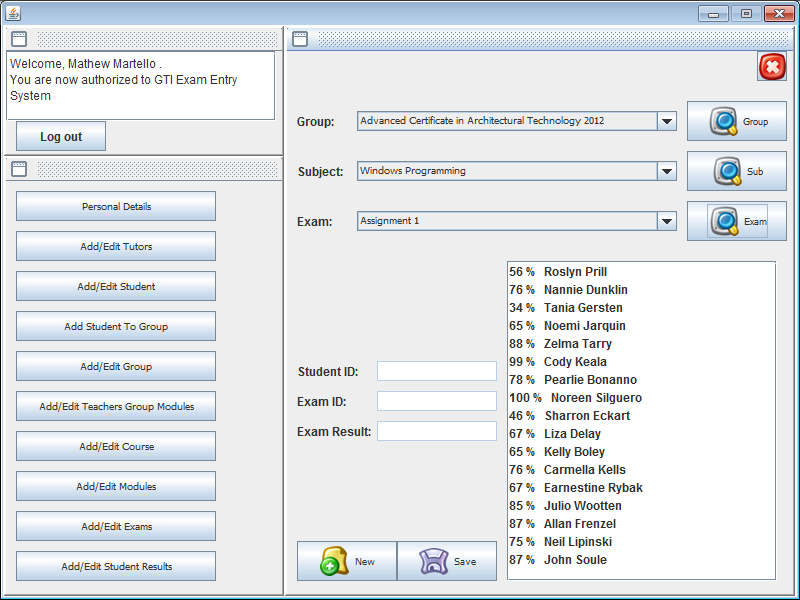 Welcome, Mathew Martello .
You are now authorized to GTI Exam Entry
System
Log out
Personal Details
Add/Edit Tutors
Add/Edit Student
Add Student To Group
Add/Edit Group
Add/Edit Teachers Group Modules
Add/Edit Course
Add/Edit Modules
Add/Edit Exams
Add/Edit Student Results
Group: Advanced Certificate in Architectural Technology 2012 Group
Subject: Windows Programming Sub
Exam: Assignment 1 Exam
Student ID:
Exam ID:
Exam Result:
New Save
56 % Roslyn Prill
76 % Nannie Dunklin
34 % Tania Gersten
65 % Noemi Jarquin
88 % Zelma Tarry
99 % Cody Keala
78 % Pearlie Bonanno
100 % Noreen Silguero
46 % Sharron Eckart
67 % Liza Delay
65 % Kelly Boley
76 % Carmella Kells
67 % Earnestine Rybak
85 % Julio Wootten
87 % Allan Frenzel
75 % Neil Lipinski
87 % John Soule